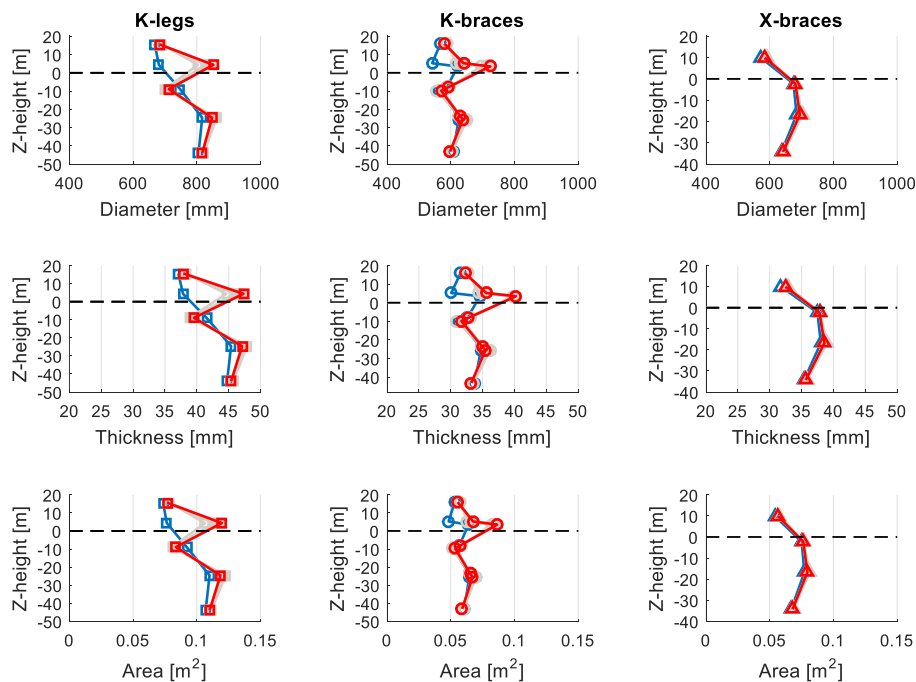 K-legs K-braces X-braces
Z-height [m] Z-height [m] Z-height [m]
20 20 20
10 10 10
0 0 0
-10 -10 -10
-20 -20 -20
-30 -30 -30
-40 -40 -40
-50 -50
400 600 800 1000 400 600 800 1000 400 600 800 1000
Diameter [mm] Diameter [mm] Diameter [mm]
Z-height [m] Z-height [m] Z-height [m]
20 20 20
10 10 10
0 0 0
-10 -10 -10
-20 -20 -20
-30 -30 -30
-40 -40 -40
-50
20 25 30 35 40 45 50 20 25 30 35 40 45 50 20 30 40 50
Thickness [mm] Thickness [mm] Thickness [mm]
Z-height [m] Z-height [m] Z-height [m]
20 20 20
10 10 10
0 0 0
-10 -10 -10
-20 -20 -20
-30 -30 -30
-40 -40 -40
-50 -50
0 0.05 0.1 0.15 0 0.05 0.1 0.15 0 0.05 0.1 0.15
Area [m²] Area [m²] Area [m²]